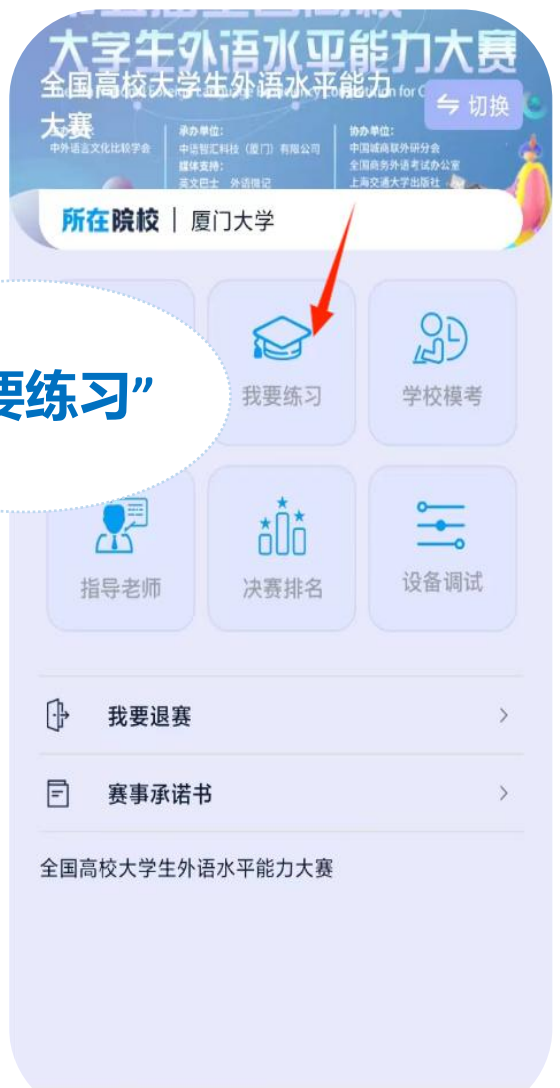 大学生外语水平能力大赛
全国高校大学生外语水平能力
大赛
切换
中外语言文化比较学会
承办单位：
中语智汇科技（厦门）有限公司
媒体支持：
英文巴士 外语微记
协办单位：
中国城商联外研分会
全国商务外语考试办公室
上海交通大学出版社
所在院校 | 厦门大学
要练习”
我要练习
学校模考
指导老师
决赛排名
设备调试
我要退赛
赛事承诺书
全国高校大学生外语水平能力大赛